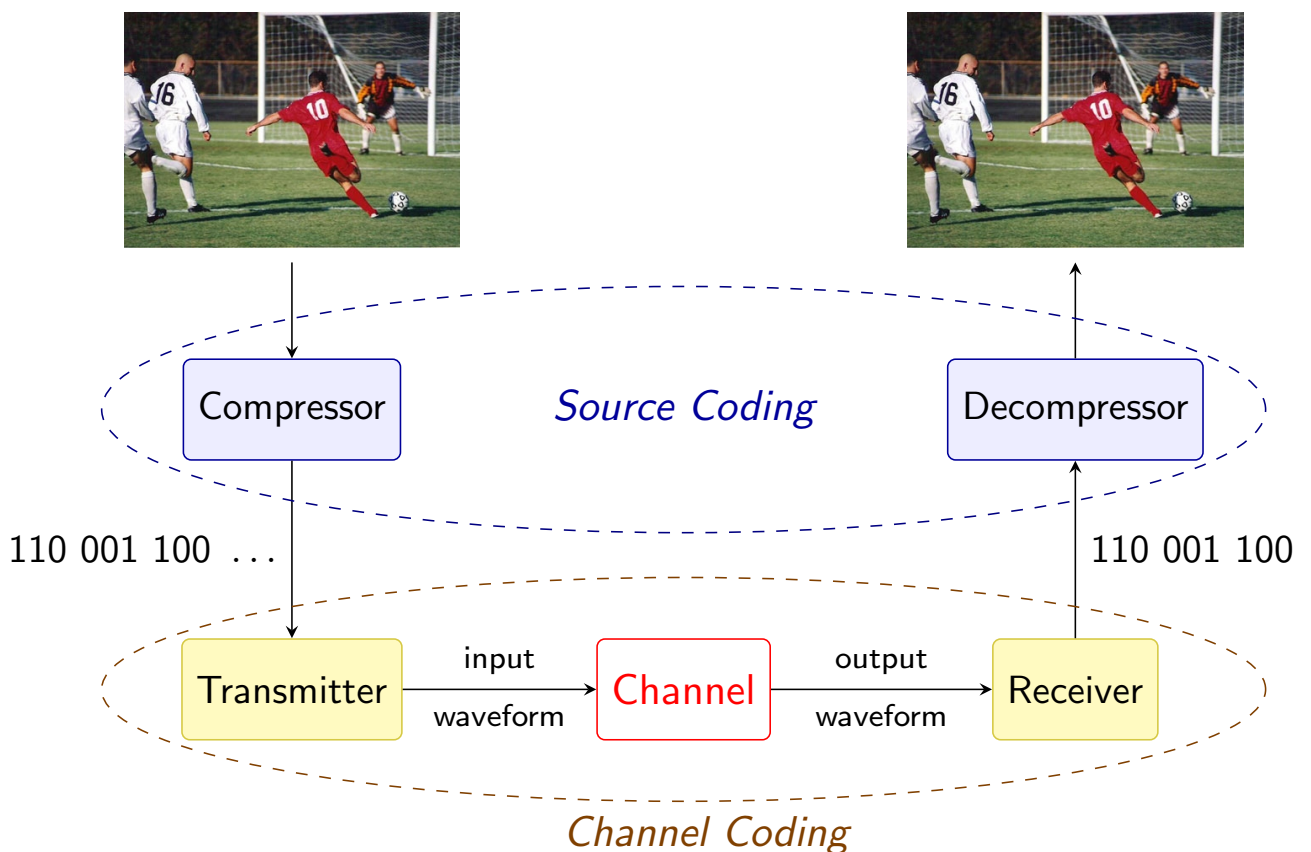 16
10
16
10
Compressor
Source Coding
Decompressor
110 001 100 ...
110 001 100
Transmitter
input
waveform
Channel
output
waveform
Receiver
Channel Coding